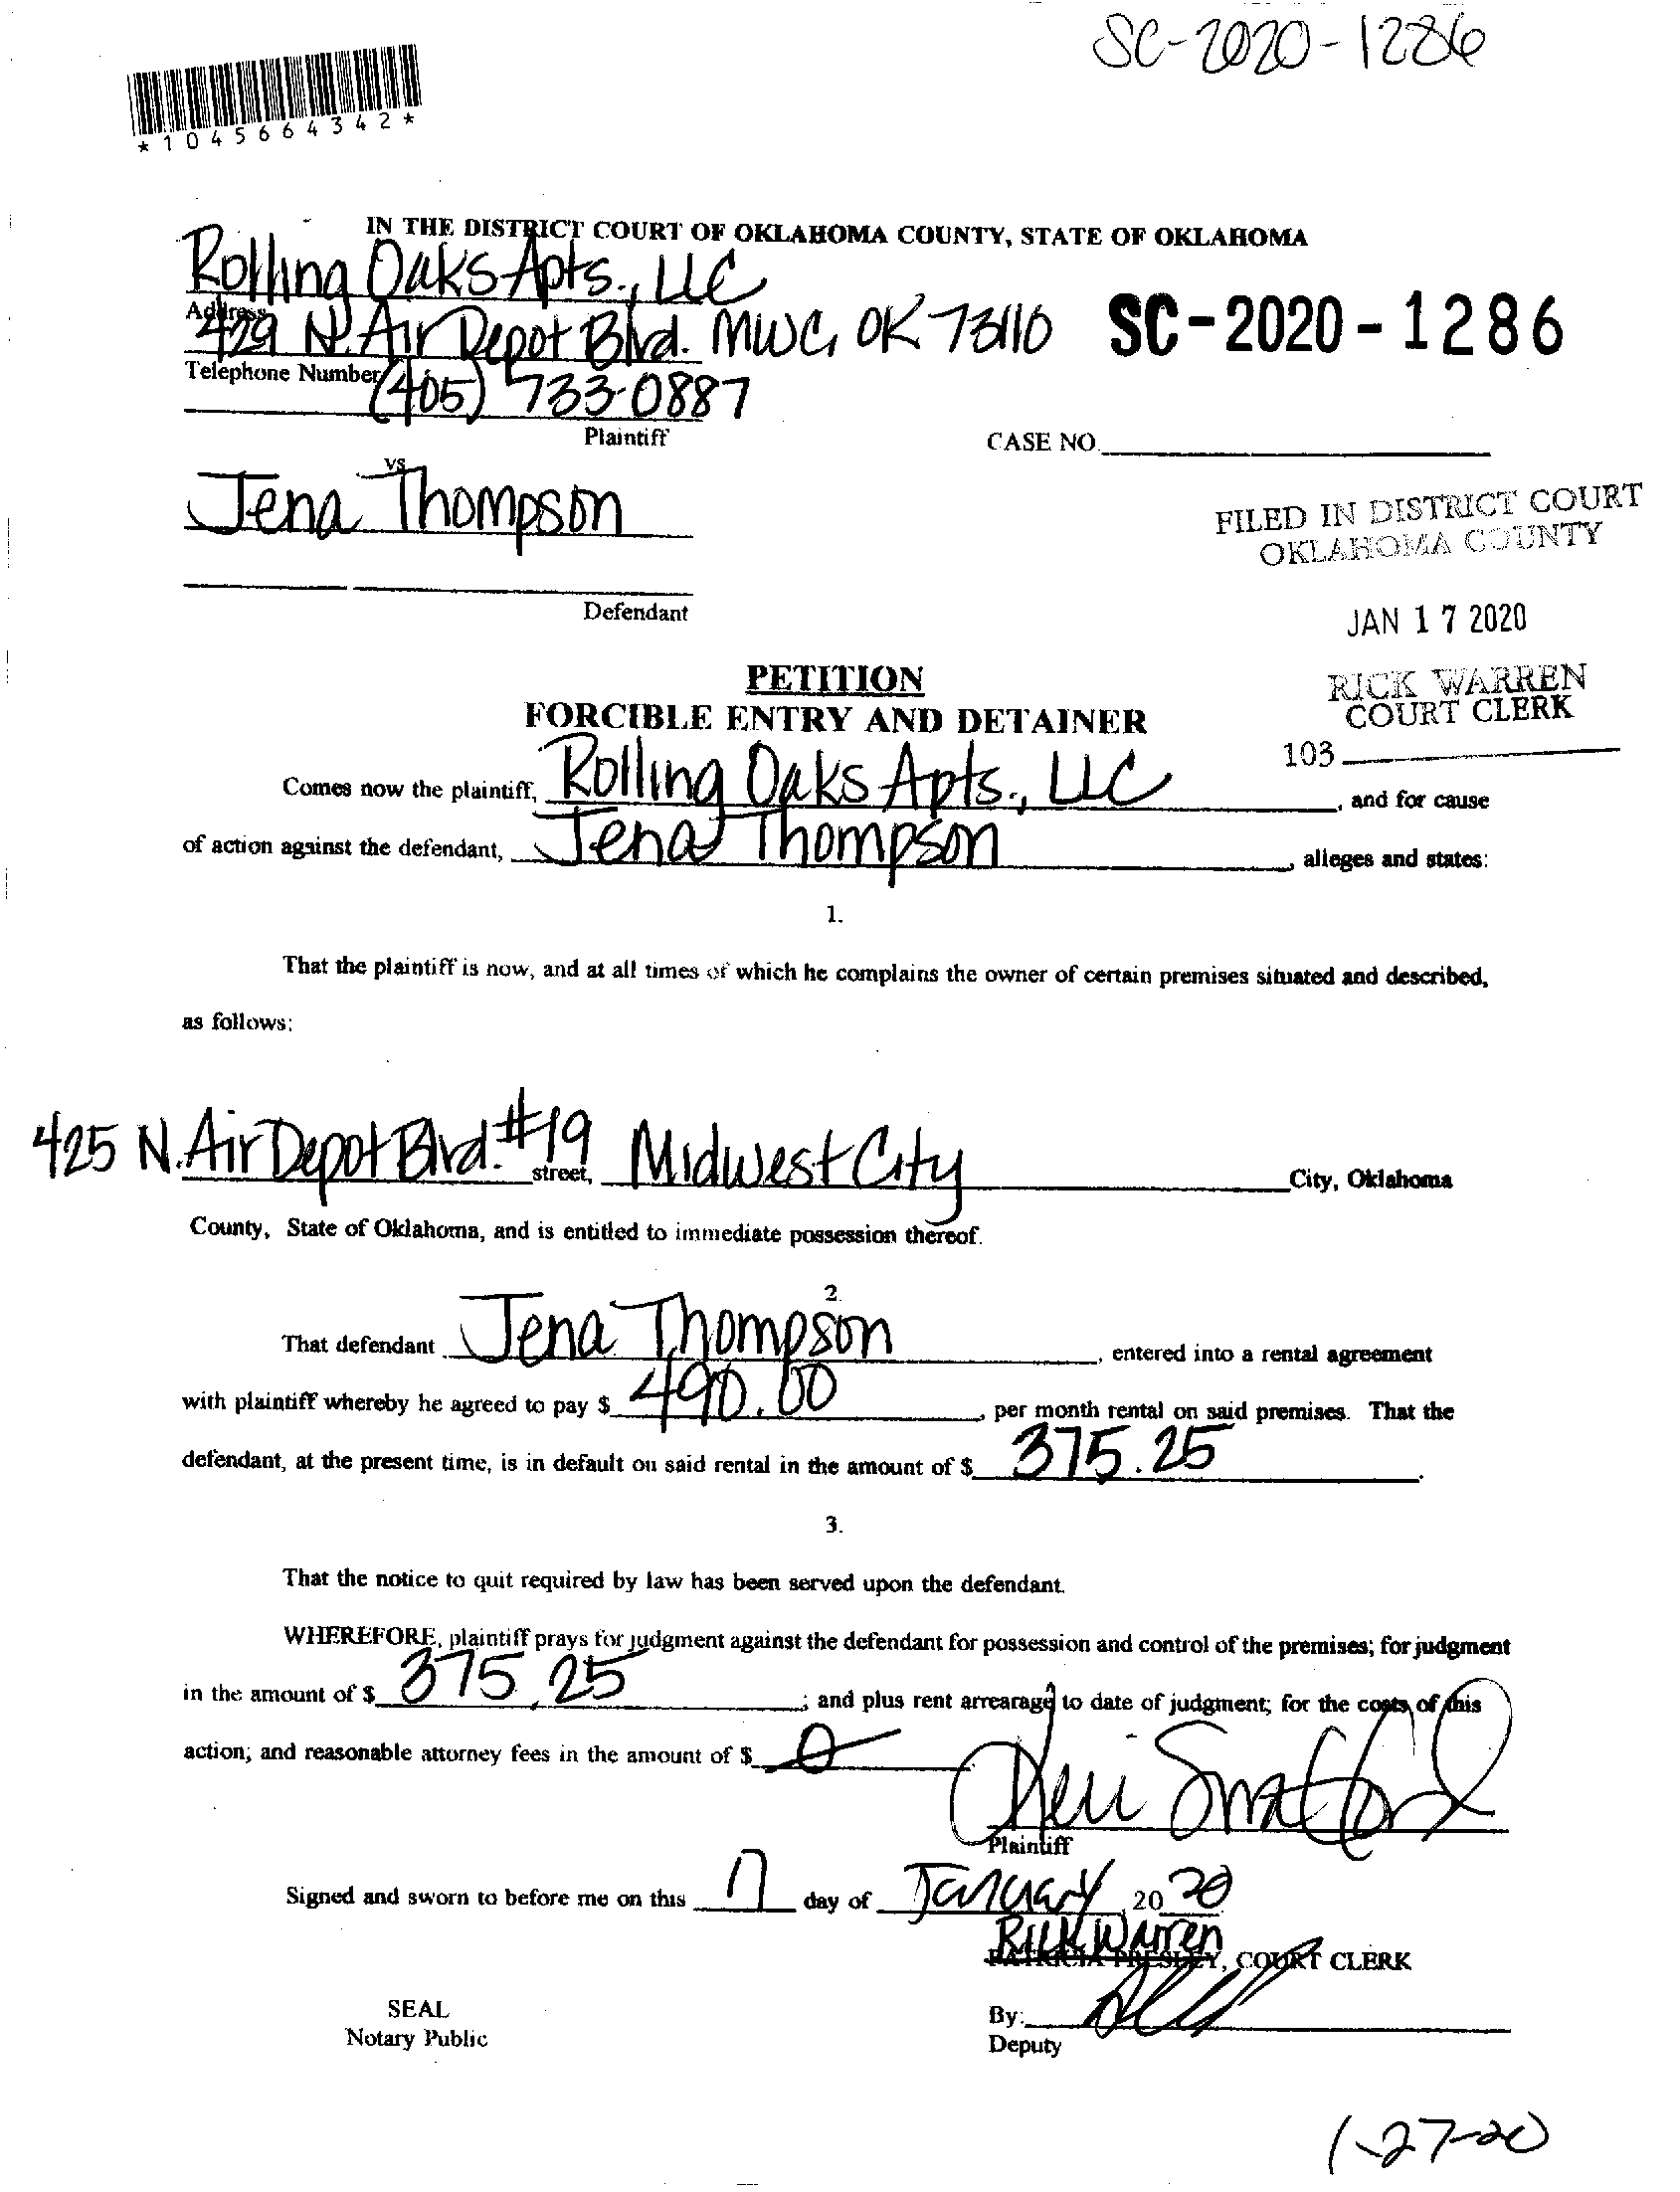 SC-2020-1286
*1045664342*
IN THE DISTRICT COURT OF OKLAHOMA COUNTY, STATE OF OKLAHOMA
Rolling Oaks Apts., LLC
Address
429 N. Air Depot Blvd. MWC, OK 73110
SC-2020-1286
Telephone Number (405) 733-0887
Plaintiff
CASE NO.
vs
Jena Thompson
FILED IN DISTRICT COURT
OKLAHOMA COUNTY
Defendant
JAN 17 2020
PETITION
FORCIBLE ENTRY AND DETAINER
RICK WARREN
COURT CLERK
103
Comes now the plaintiff, Rolling Oaks Apts., LLC, and for cause
of action against the defendant, Jena Thompson, alleges and states:
1.
That the plaintiff is now, and at all times of which he complains the owner of certain premises situated and described,
as follows:
425 N. Air Depot Blvd. #19 street, Midwest City City, Oklahoma
County, State of Oklahoma, and is entitled to immediate possession thereof.
2.
That defendant Jena Thompson, entered into a rental agreement
with plaintiff whereby he agreed to pay $ 490.00, per month rental on said premises. That the
defendant, at the present time, is in default on said rental in the amount of $ 375.25.
3.
That the notice to quit required by law has been served upon the defendant.
WHEREFORE, plaintiff prays for judgment against the defendant for possession and control of the premises; for judgment
in the amount of $ 375.25; and plus rent arrearage to date of judgment; for the costs of this
action; and reasonable attorney fees in the amount of $ 0
Plaintiff
Signed and sworn to before me on this 17 day of January, 2020
Rick Warren
PATRICIA PRESLEY, COURT CLERK
SEAL
Notary Public
By:
Deputy
1-27-20